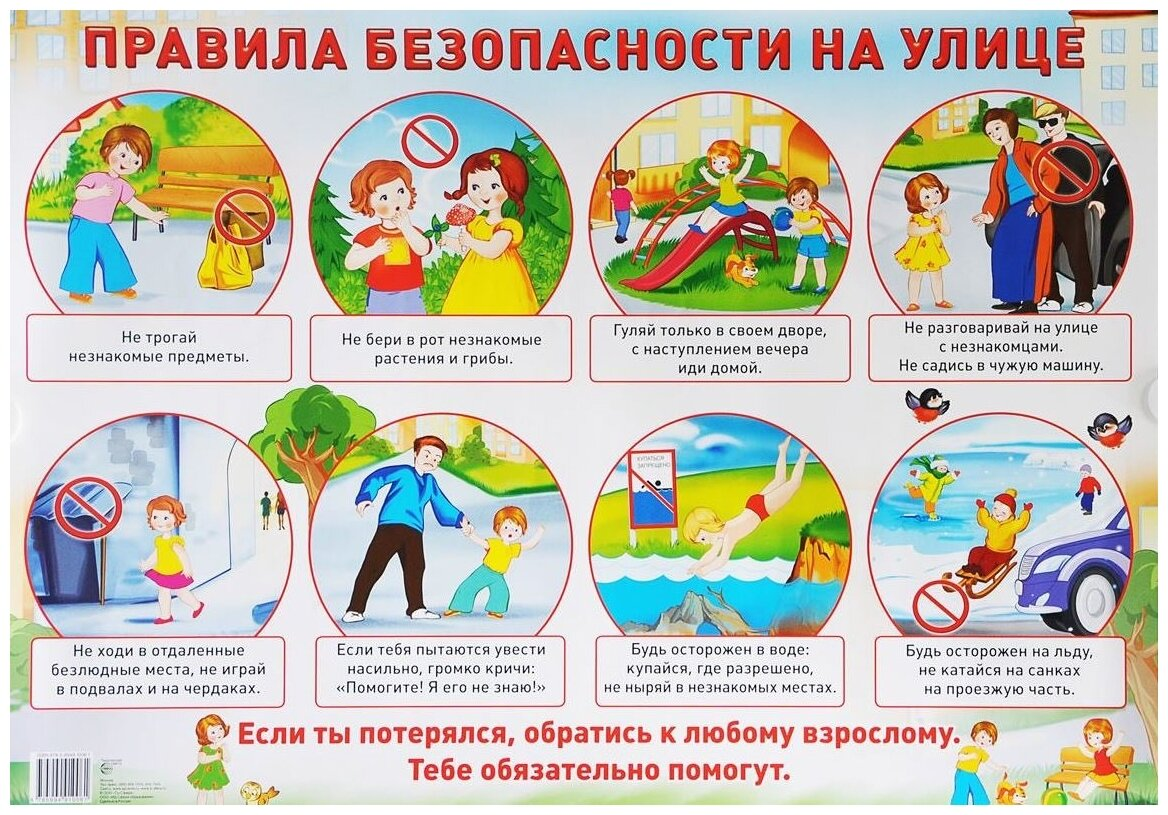 ПРАВИЛА БЕЗОПАСНОСТИ НА УЛИЦЕ
Не трогай
незнакомые предметы.
Не бери в рот незнакомые
растения и грибы.
Гуляй только в своем дворе,
с наступлением вечера
иди домой.
Не разговаривай на улице
с незнакомцами.
Не садись в чужую машину.
КУПАТЬСЯ
ЗАПРЕЩЕНО
Не ходи в отдаленные
безлюдные места, не играй
в подвалах и на чердаках.
Если тебя пытаются увести
насильно, громко кричи:
«Помогите! Я его не знаю!»
Будь осторожен в воде:
купайся, где разрешено,
не ныряй в незнакомых местах.
Будь осторожен на льду,
не катайся на санках
на проезжую часть.
Если ты потерялся, обратись к любому взрослому.
Тебе обязательно помогут.